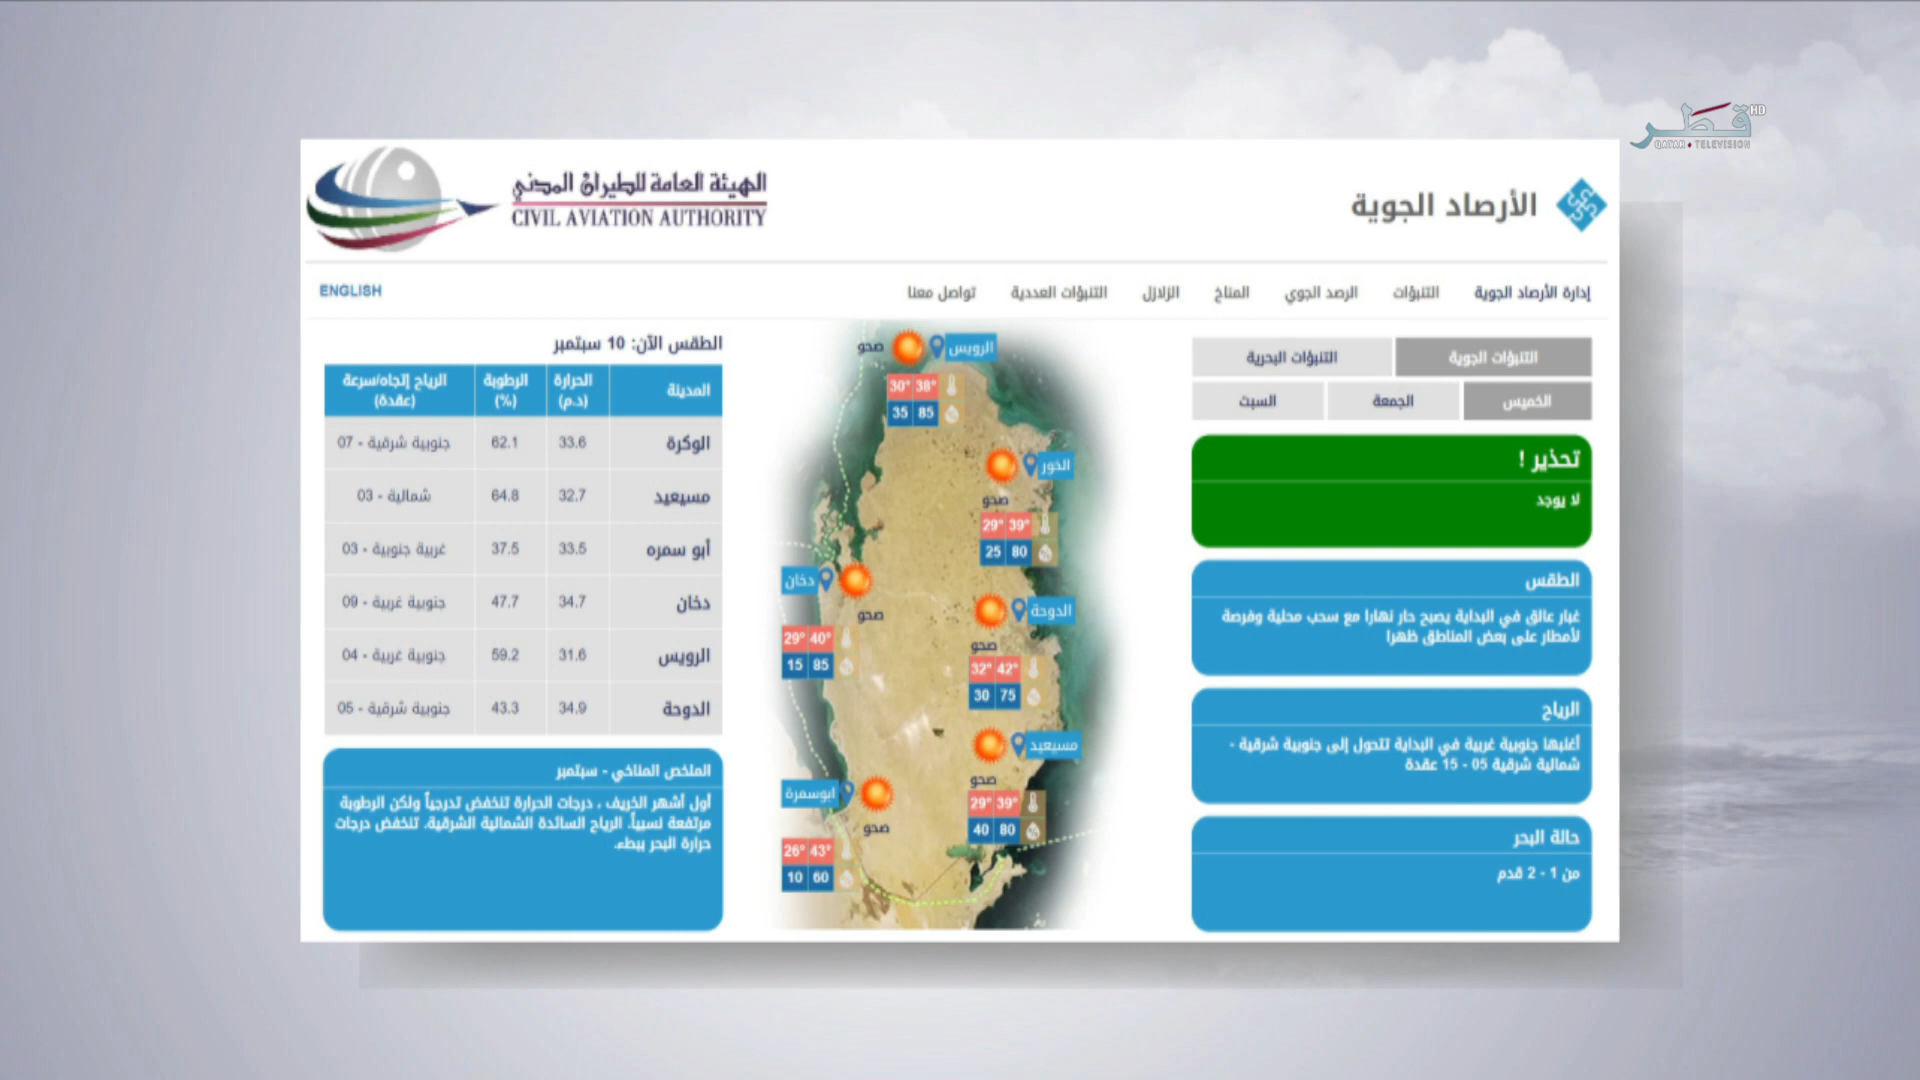 قطر HD
QATAR TELEVISION
الأرصاد الجوية
الهيئة العامة للطيران المدني
CIVIL AVIATION AUTHORITY
إدارة الأرصاد الجوية التنبؤات الرصد الجوي المناخ الزلازل التنبؤات العددية تواصل معنا
ENGLISH
التنبؤات الجوية التنبؤات البحرية
الخميس الجمعة السبت
تحذير !
لا يوجد
الطقس
غبار عالق في البداية يصبح حار نهارا مع سحب محلية وفرصة
لأمطار على بعض المناطق ظهرا
الرياح
أغلبها جنوبية غربية في البداية تتحول إلى جنوبية شرقية -
شمالية شرقية 05 - 15 عقدة
حالة البحر
من 1 - 2 قدم
الرويس
صحو
30° 38°
35 85
الخور
صحو
29° 39°
25 80
دخان
صحو
29° 40°
15 85
الدوحة
صحو
32° 42°
30 75
مسيعيد
صحو
29° 39°
40 80
ابوسمرة
صحو
26° 43°
10 60
الطقس الآن: 10 سبتمبر
المدينة الحرارة (د.م) الرطوبة (%) الرياح إتجاه/سرعة (عقدة)
الوكرة 33.6 62.1 جنوبية شرقية - 07
مسيعيد 32.7 64.8 شمالية - 03
أبو سمره 33.5 37.5 غربية جنوبية - 03
دخان 34.7 47.7 جنوبية غربية - 09
الرويس 31.6 59.2 جنوبية غربية - 04
الدوحة 34.9 43.3 جنوبية شرقية - 05
الملخص المناخي - سبتمبر
أول أشهر الخريف ، درجات الحرارة تنخفض تدرجياً ولكن الرطوبة
مرتفعة نسبياً. الرياح السائدة الشمالية الشرقية. تنخفض درجات
حرارة البحر ببطء.